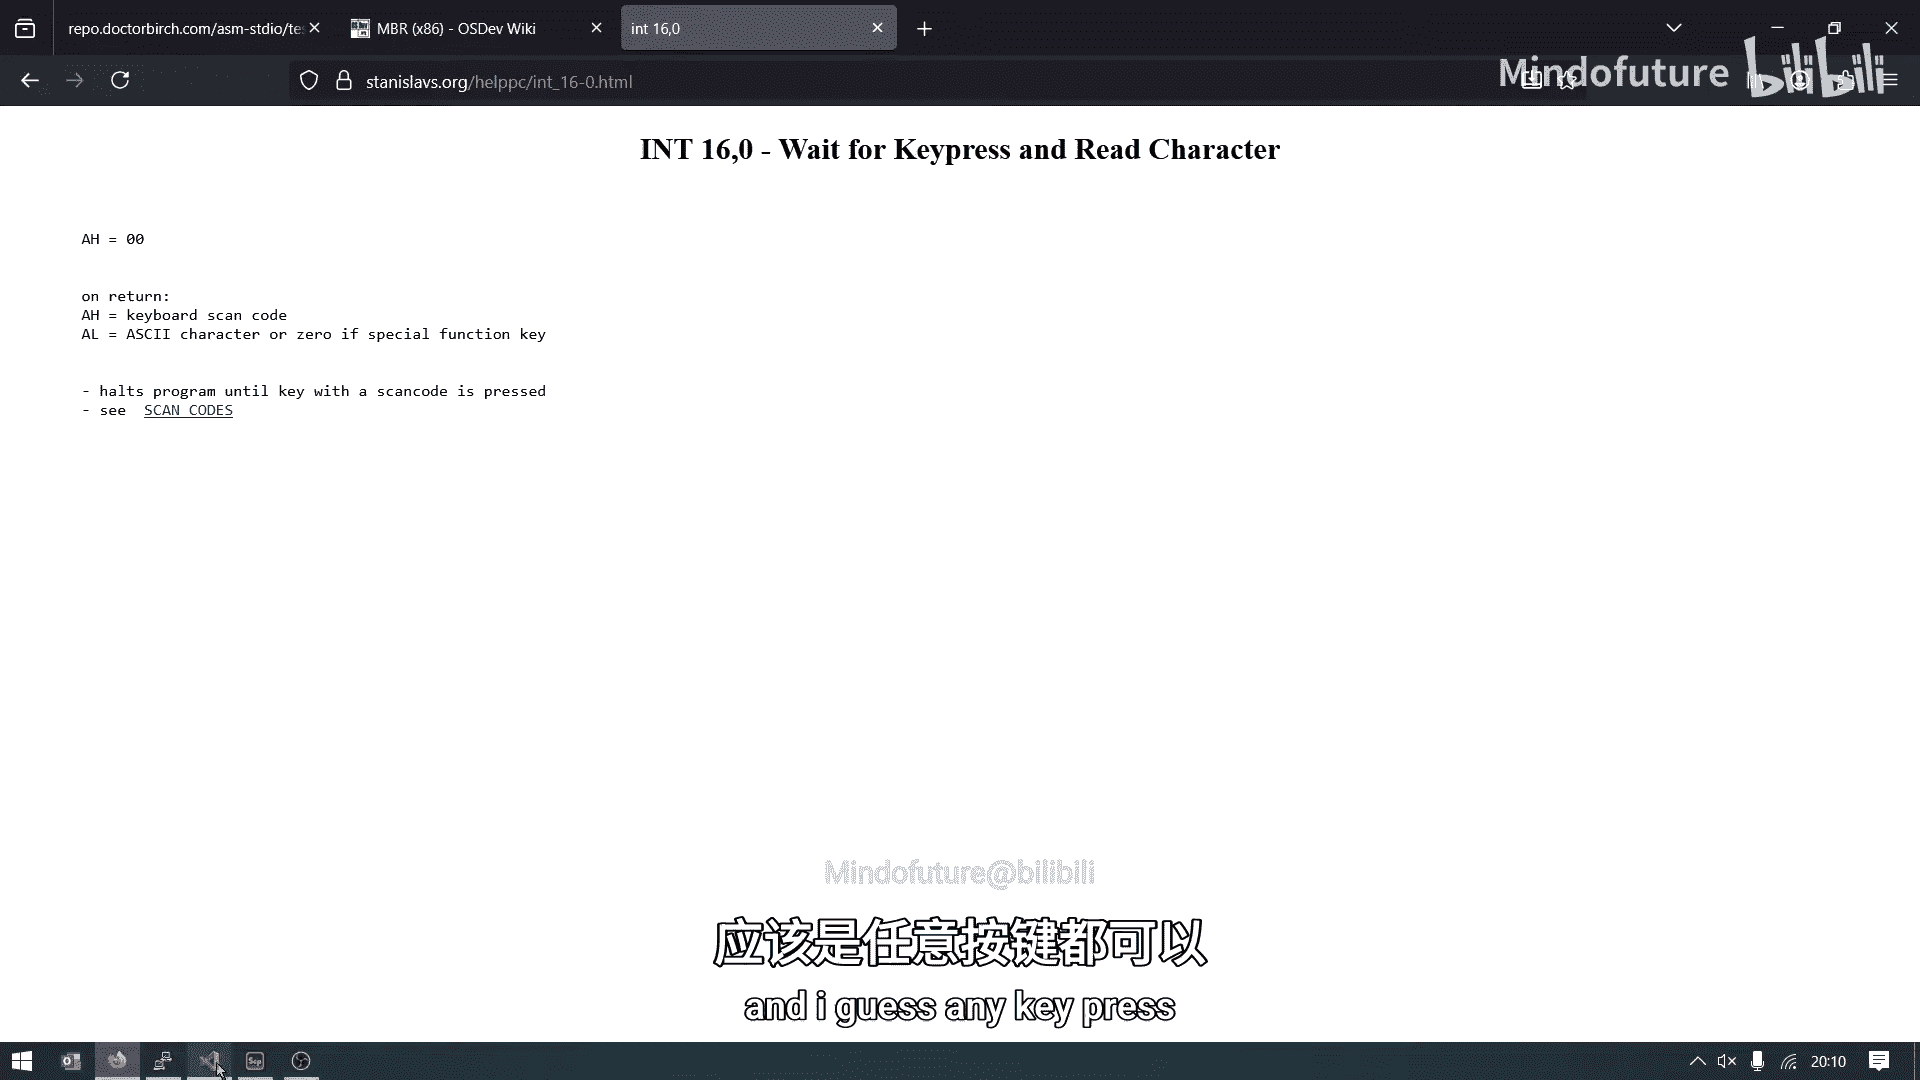 repo.doctorbirch.com/asm-stdio/tes
MBR (x86) - OSDev Wiki
int 16,0
stanislavs.org/helppc/int_16-0.html
Mindofuture bilibili
INT 16,0 - Wait for Keypress and Read Character
AH = 00
on return:
AH = keyboard scan code
AL = ASCII character or zero if special function key
- halts program until key with a scancode is pressed
- see SCAN CODES
Mindofuture@bilibili
应该是任意按键都可以
and i guess any key press
Scp
20:10